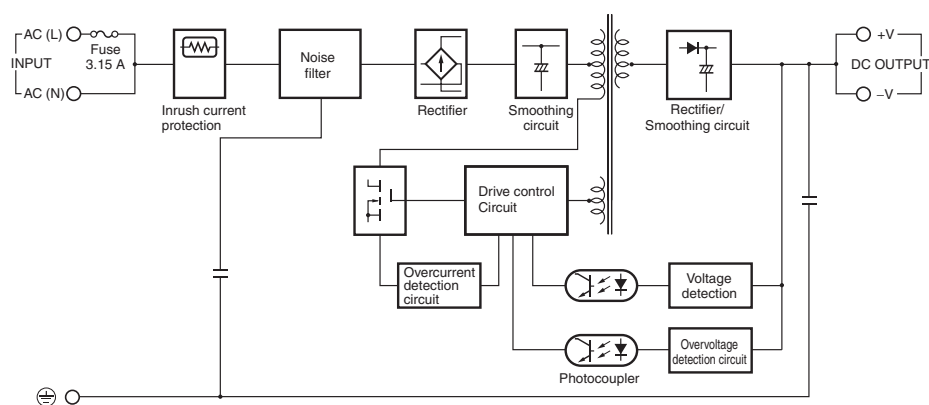 AC (L)
Fuse
3.15 A
INPUT
AC (N)
Inrush current
protection
Noise
filter
Rectifier
Smoothing
circuit
Rectifier/
Smoothing circuit
+V
DC OUTPUT
–V
Drive control
Circuit
Overcurrent
detection
circuit
Voltage
detection
Overvoltage
detection circuit
Photocoupler